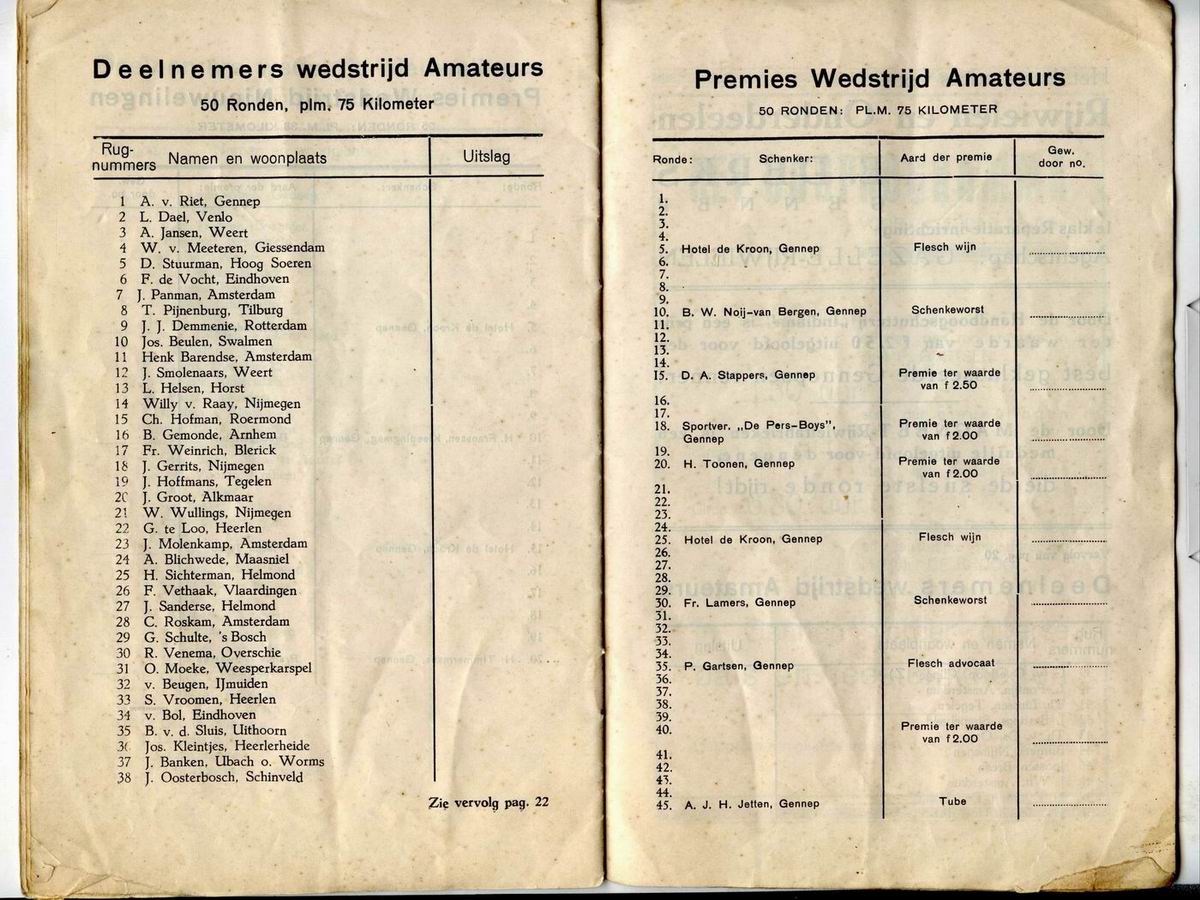 Deelnemers wedstrijd Amateurs
50 Ronden, plm. 75 Kilometer
Rug-
nummers Namen en woonplaats Uitslag
1 A. v. Riet, Gennep
2 L. Dael, Venlo
3 A. Jansen, Weert
4 W. v. Meeteren, Giessendam
5 D. Stuurman, Hoog Soeren
6 F. de Vocht, Eindhoven
7 J. Panman, Amsterdam
8 T. Pijnenburg, Tilburg
9 J. J. Demmenie, Rotterdam
10 Jos. Beulen, Swalmen
11 Henk Barendse, Amsterdam
12 J. Smolenaars, Weert
13 L. Helsen, Horst
14 Willy v. Raay, Nijmegen
15 Ch. Hofman, Roermond
16 B. Gemonde, Arnhem
17 Fr. Weinrich, Blerick
18 J. Gerrits, Nijmegen
19 J. Hoffmans, Tegelen
20 J. Groot, Alkmaar
21 W. Wullings, Nijmegen
22 G. te Loo, Heerlen
23 J. Molenkamp, Amsterdam
24 A. Blichwede, Maasniel
25 H. Sichterman, Helmond
26 F. Vethaak, Vlaardingen
27 J. Sanderse, Helmond
28 C. Roskam, Amsterdam
29 G. Schulte, 's Bosch
30 R. Venema, Overschie
31 O. Moeke, Weesperkarspel
32 v. Beugen, IJmuiden
33 S. Vroomen, Heerlen
34 v. Bol, Eindhoven
35 B. v. d. Sluis, Uithoorn
36 Jos. Kleintjes, Heerlerheide
37 J. Banken, Ubach o. Worms
38 J. Oosterbosch, Schinveld
Zie vervolg pag. 22
Premies Wedstrijd Amateurs
50 RONDEN: PL.M. 75 KILOMETER
Ronde: Schenker: Aard der premie Gew.
door no.
1.
2.
3.
4.
5. Hotel de Kroon, Gennep Flesch wijn
6.
7.
8.
9.
10. B. W. Noij-van Bergen, Gennep Schenkeworst
11.
12.
13.
14.
15. D. A. Stappers, Gennep Premie ter waarde
van f 2.50
16.
17.
18. Sportver. „De Pers-Boys”, Premie ter waarde
Gennep van f 2.00
19.
20. H. Toonen, Gennep Premie ter waarde
van f 2.00
21.
22.
23.
24.
25. Hotel de Kroon, Gennep Flesch wijn
26.
27.
28.
29.
30. Fr. Lamers, Gennep Schenkeworst
31.
32.
33.
34.
35. P. Gartsen, Gennep Flesch advocaat
36.
37.
38.
39.
40. Premie ter waarde
van f 2.00
41.
42.
43.
44.
45. A. J. H. Jetten, Gennep Tube